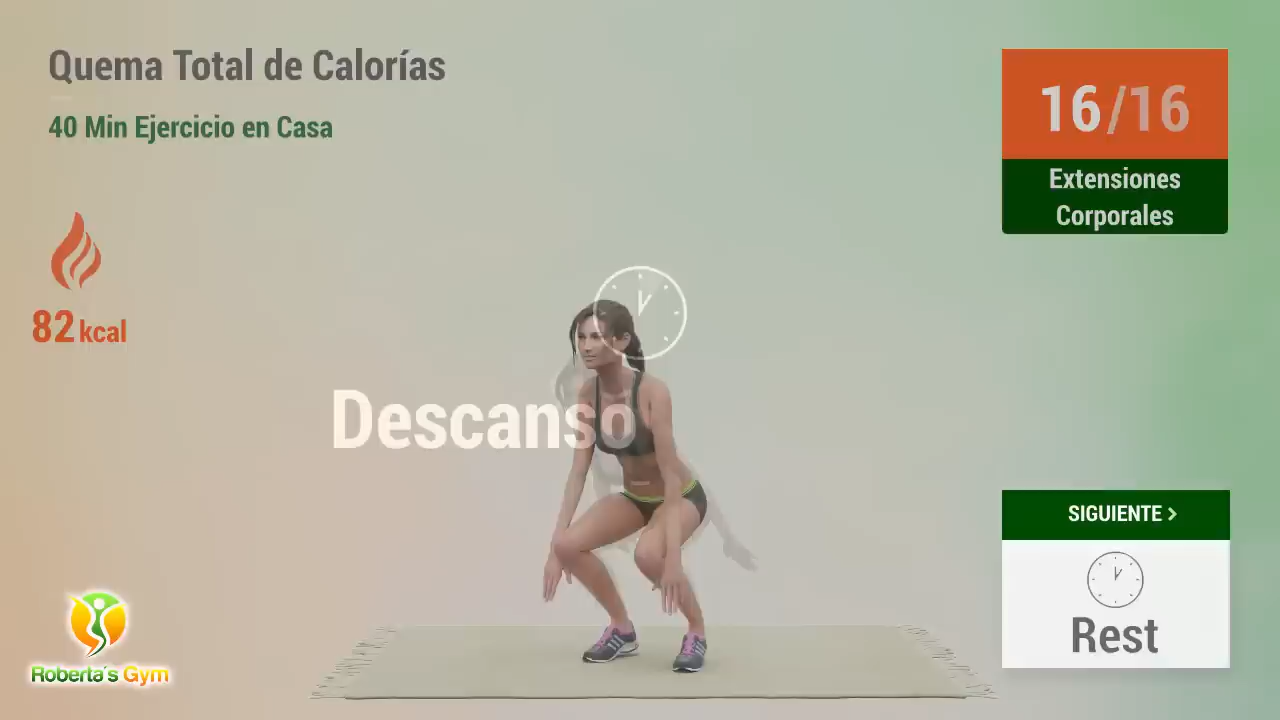 Quema Total de Calorías
40 Min Ejercicio en Casa
16/16
Extensiones
Corporales
82 kcal
Descanso
SIGUIENTE >
Rest
Roberta´s Gym